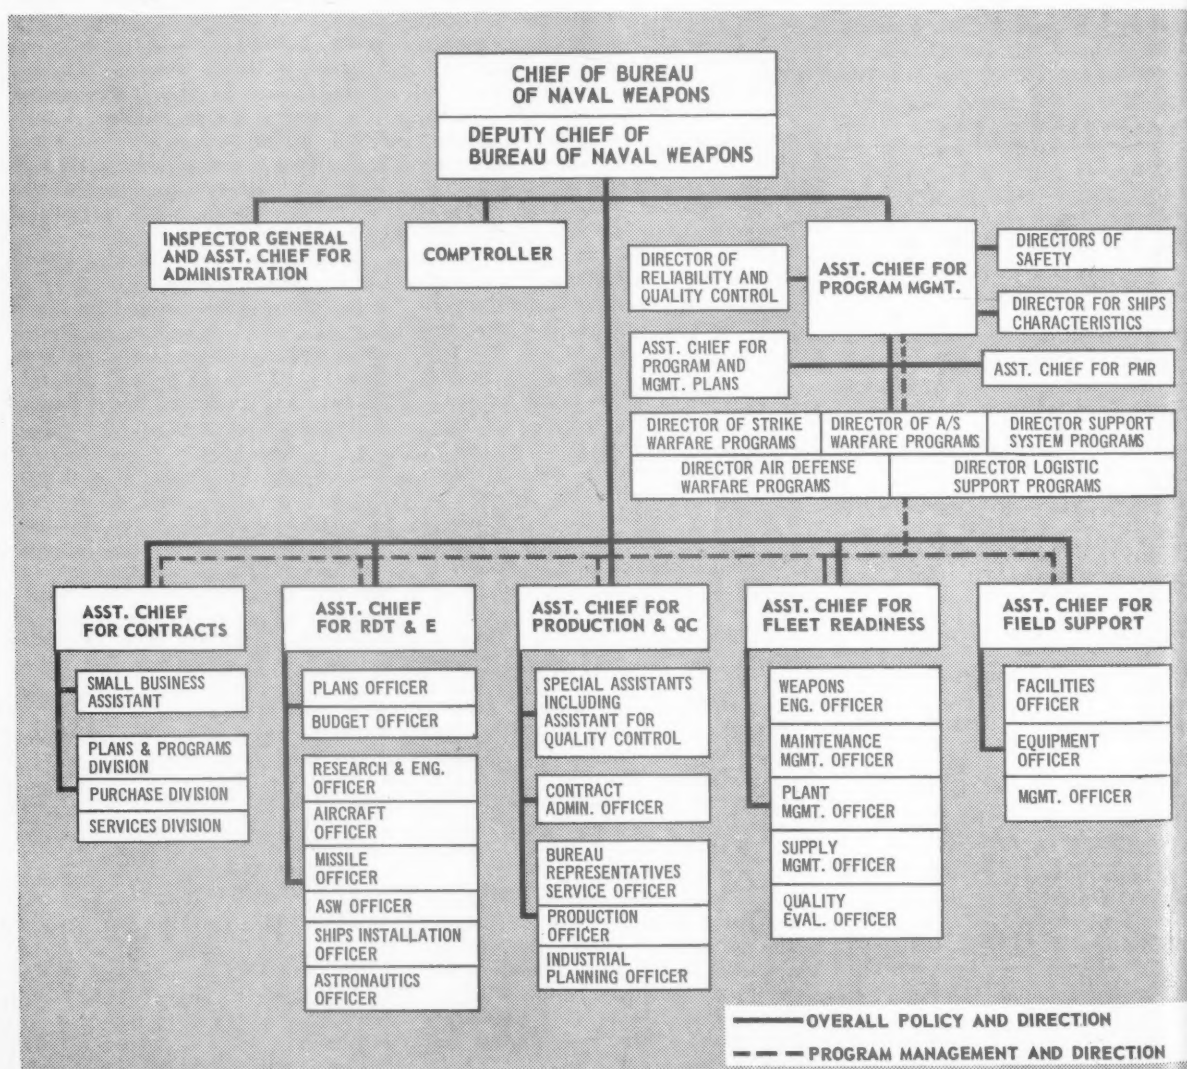 CHIEF OF BUREAU
OF NAVAL WEAPONS
DEPUTY CHIEF OF
BUREAU OF NAVAL WEAPONS
INSPECTOR GENERAL
AND ASST. CHIEF FOR
ADMINISTRATION
COMPTROLLER
DIRECTOR OF
RELIABILITY AND
QUALITY CONTROL
ASST. CHIEF FOR
PROGRAM MGMT.
DIRECTORS OF
SAFETY
DIRECTOR FOR SHIPS
CHARACTERISTICS
ASST. CHIEF FOR
PROGRAM AND
MGMT. PLANS
ASST. CHIEF FOR PMR
DIRECTOR OF STRIKE
WARFARE PROGRAMS
DIRECTOR OF A/S
WARFARE PROGRAMS
DIRECTOR SUPPORT
SYSTEM PROGRAMS
DIRECTOR AIR DEFENSE
WARFARE PROGRAMS
DIRECTOR LOGISTIC
SUPPORT PROGRAMS
ASST. CHIEF
FOR CONTRACTS
SMALL BUSINESS
ASSISTANT
PLANS & PROGRAMS
DIVISION
PURCHASE DIVISION
SERVICES DIVISION
ASST. CHIEF
FOR RDT & E
PLANS OFFICER
BUDGET OFFICER
RESEARCH & ENG.
OFFICER
AIRCRAFT
OFFICER
MISSILE
OFFICER
ASW OFFICER
SHIPS INSTALLATION
OFFICER
ASTRONAUTICS
OFFICER
ASST. CHIEF FOR
PRODUCTION & QC
SPECIAL ASSISTANTS
INCLUDING
ASSISTANT FOR
QUALITY CONTROL
CONTRACT
ADMIN. OFFICER
BUREAU
REPRESENTATIVES
SERVICE OFFICER
PRODUCTION
OFFICER
INDUSTRIAL
PLANNING OFFICER
ASST. CHIEF FOR
FLEET READINESS
WEAPONS
ENG. OFFICER
MAINTENANCE
MGMT. OFFICER
PLANT
MGMT. OFFICER
SUPPLY
MGMT. OFFICER
QUALITY
EVAL. OFFICER
ASST. CHIEF FOR
FIELD SUPPORT
FACILITIES
OFFICER
EQUIPMENT
OFFICER
MGMT. OFFICER
OVERALL POLICY AND DIRECTION
PROGRAM MANAGEMENT AND DIRECTION